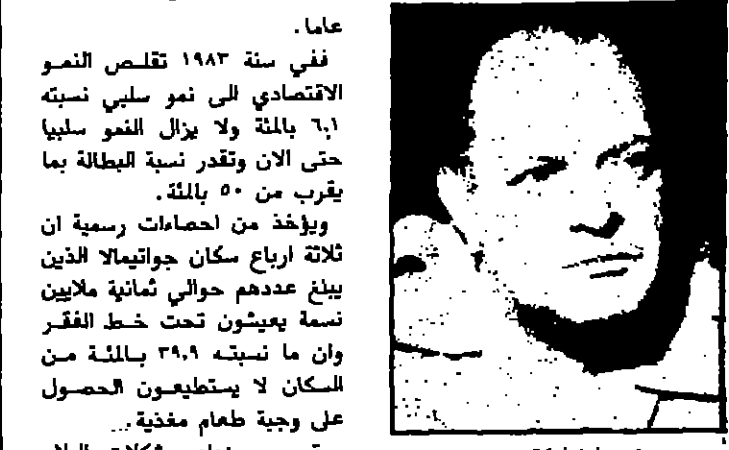 عاما.
ففي سنة ١٩٨٣ تقلص النمو
الاقتصادي الى نمو سلبي نسبته
٦,١ بالمئة ولا يزال النمو سلبيا
حتى الان وتقدر نسبة البطالة بما
يقرب من ٥٠ بالمئة.
ويؤخذ من احصاءات رسمية ان
ثلاثة ارباع سكان جواتيمالا الذين
يبلغ عددهم حوالي ثمانية ملايين
نسمة يعيشون تحت خط الفقر
وان ما نسبته ٣٩,٩ بالمئة من
السكان لا يستطيعون الحصول
على وجبة طعام مغذية...